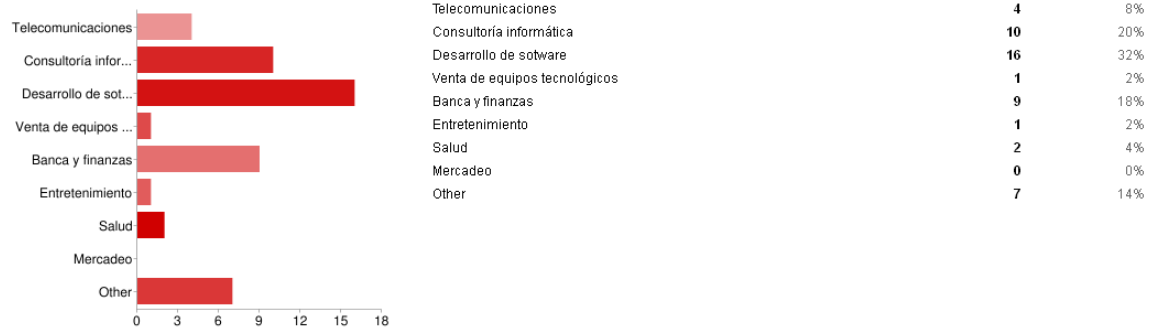 Telecomunicaciones
Consultoría infor...
Desarrollo de sot...
Venta de equipos ...
Banca y finanzas
Entretenimiento
Salud
Mercadeo
Other
0 3 6 9 12 15 18
Telecomunicaciones 4 8%
Consultoría informática 10 20%
Desarrollo de sotware 16 32%
Venta de equipos tecnológicos 1 2%
Banca y finanzas 9 18%
Entretenimiento 1 2%
Salud 2 4%
Mercadeo 0 0%
Other 7 14%